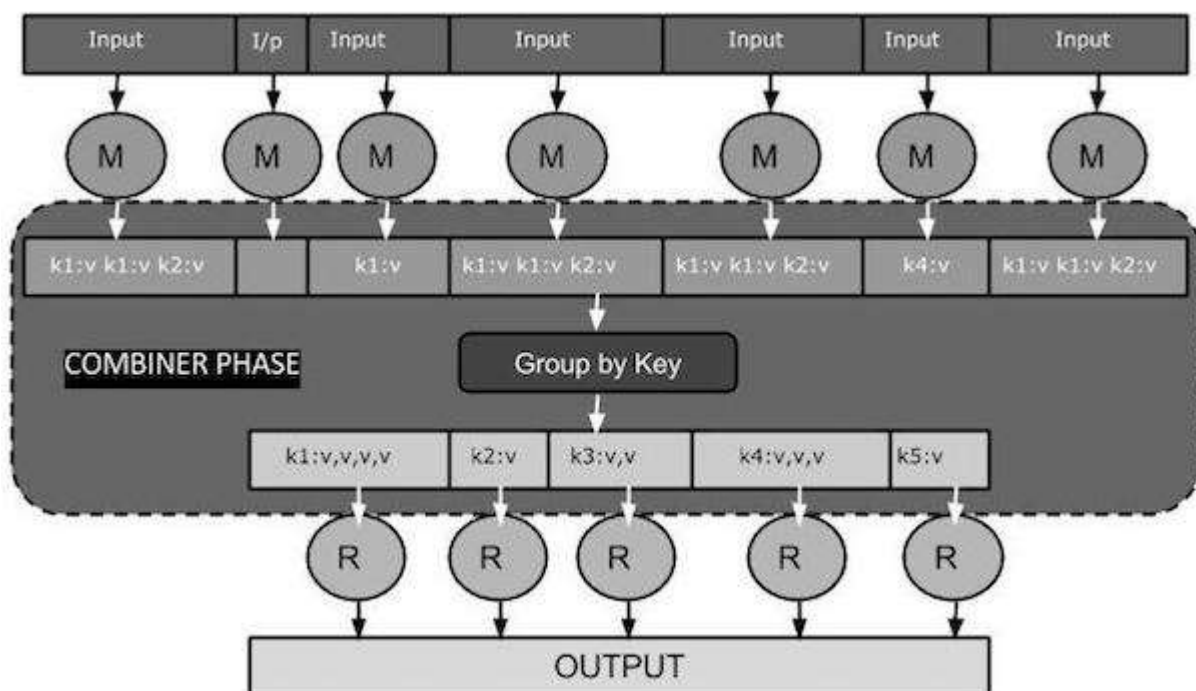 Input I/p Input Input Input Input Input
M M M M M M M
k1:v k1:v k2:v k1:v k1:v k1:v k2:v k1:v k1:v k2:v k4:v k1:v k1:v k2:v
COMBINER PHASE Group by Key
k1:v,v,v,v k2:v k3:v,v k4:v,v,v k5:v
R R R R R
OUTPUT